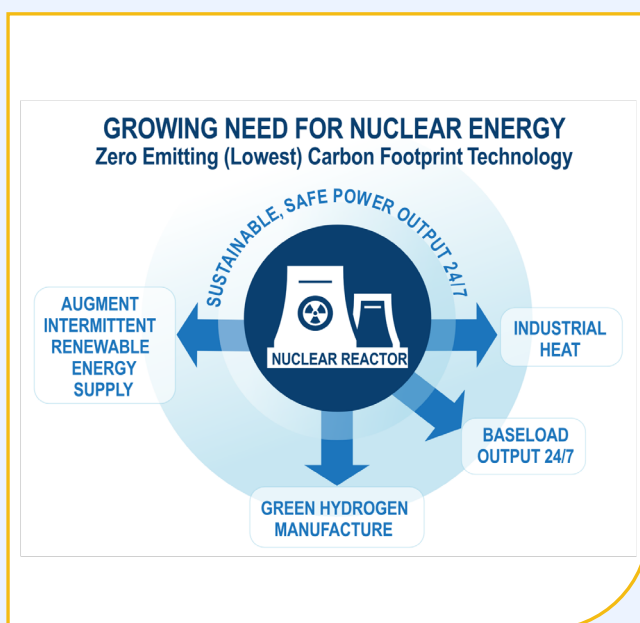 GROWING NEED FOR NUCLEAR ENERGY
Zero Emitting (Lowest) Carbon Footprint Technology
SUSTAINABLE, SAFE POWER OUTPUT 24/7
AUGMENT
INTERMITTENT
RENEWABLE
ENERGY
SUPPLY
NUCLEAR REACTOR
INDUSTRIAL
HEAT
BASELOAD
OUTPUT 24/7
GREEN HYDROGEN
MANUFACTURE